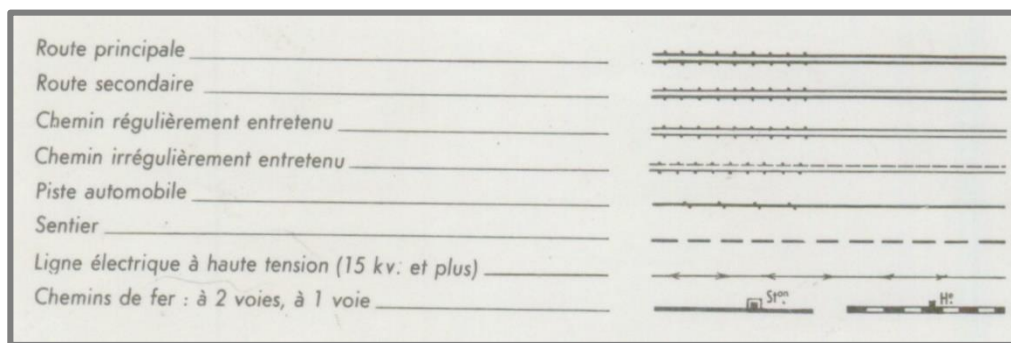 Route principale
Route secondaire
Chemin régulièrement entretenu
Chemin irrégulièrement entretenu
Piste automobile
Sentier
Ligne électrique à haute tension (15 kv. et plus)
Chemins de fer : à 2 voies, à 1 voie Stᵒⁿ Hᵉ